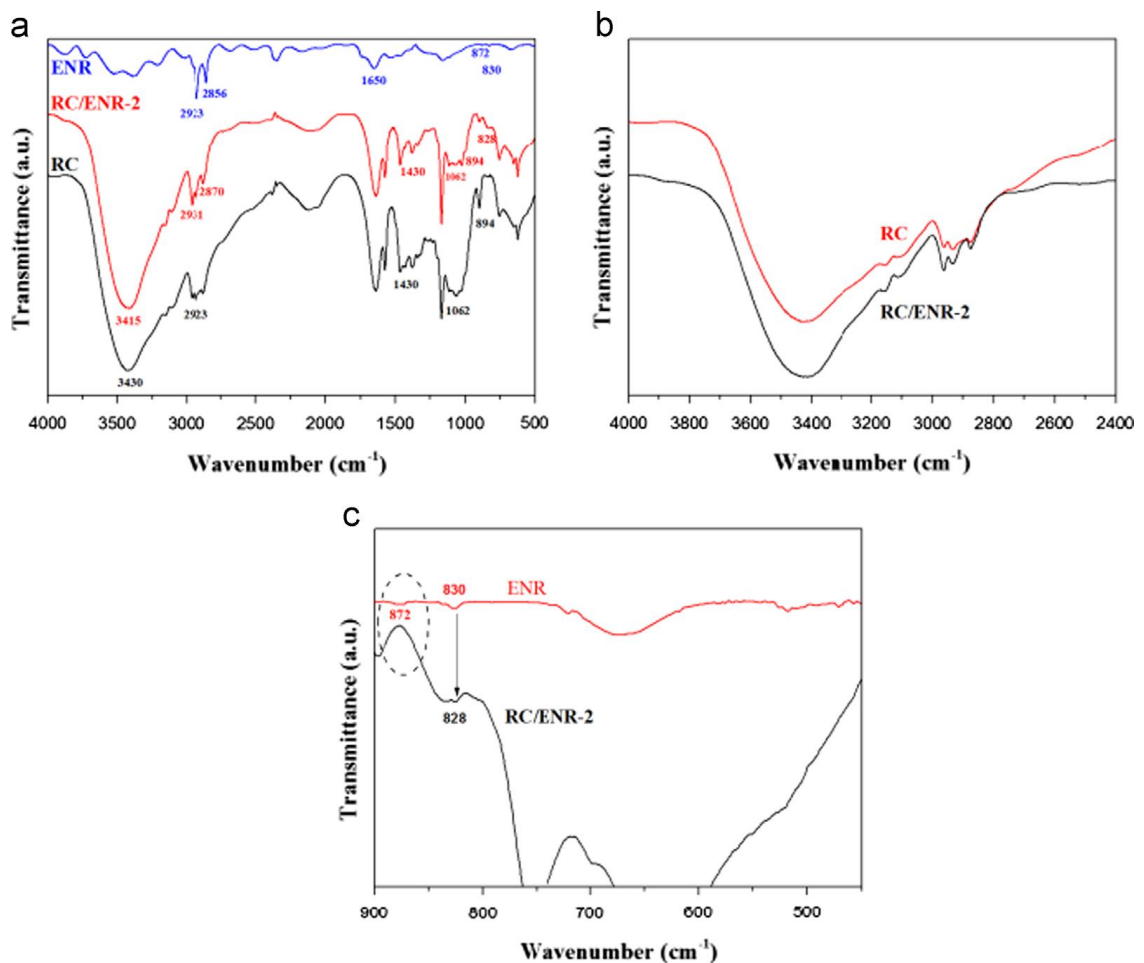 a
ENR
2923
2856
1650
872
830
RC/ENR-2
3415
2931
2870
1430
1062
894
828
RC
3430
2923
1430
1062
894
Transmittance (a.u.)
4000 3500 3000 2500 2000 1500 1000 500
Wavenumber (cm-1)
b
RC
RC/ENR-2
Transmittance (a.u.)
4000 3800 3600 3400 3200 3000 2800 2600 2400
Wavenumber (cm-1)
c
830
ENR
872
828
RC/ENR-2
Transmittance (a.u.)
900 800 700 600 500
Wavenumber (cm-1)